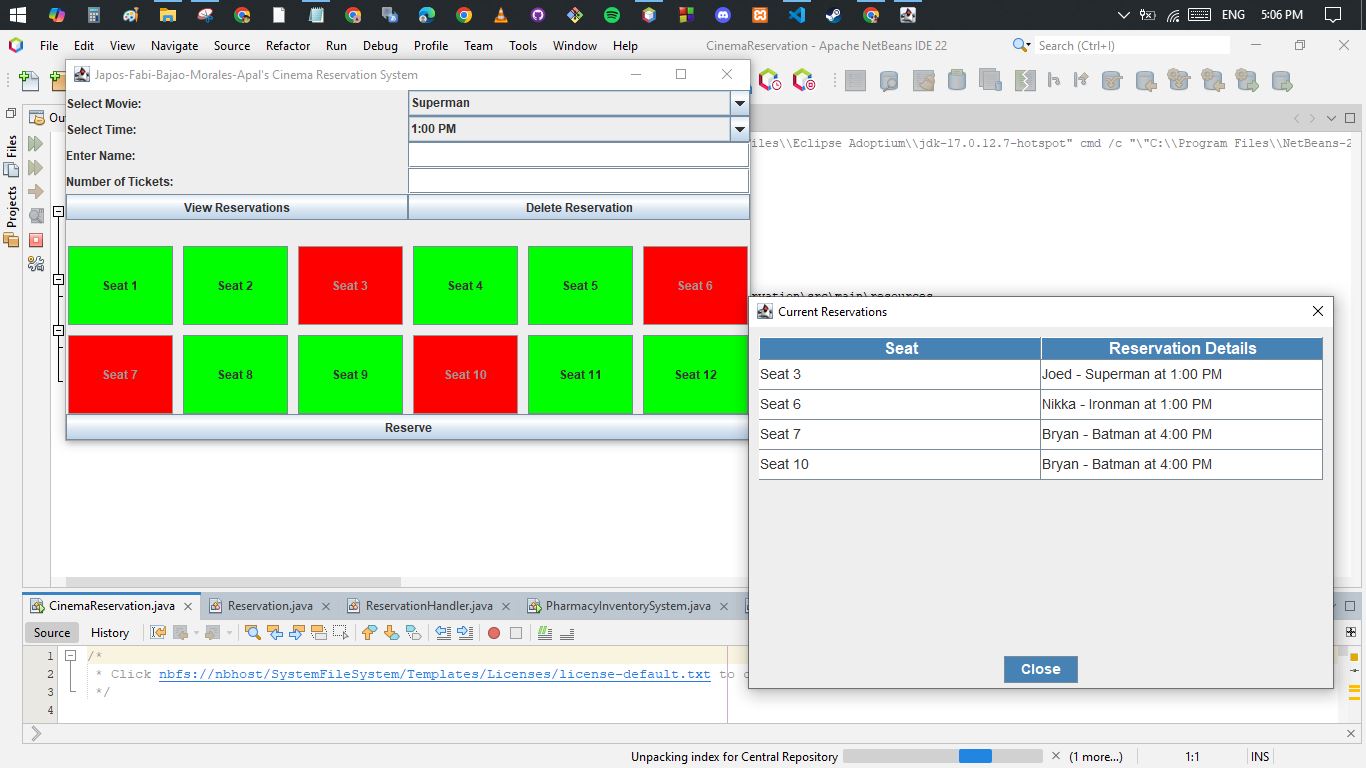 ENG 5:06 PM
File Edit View Navigate Source Refactor Run Debug Profile Team Tools Window Help CinemaReservation - Apache NetBeans IDE 22 Search (Ctrl+I)
Japos-Fabi-Bajao-Morales-Apal's Cinema Reservation System
Select Movie: Superman
Select Time: 1:00 PM
Enter Name:
Number of Tickets:
View Reservations Delete Reservation
Seat 1 Seat 2 Seat 3 Seat 4 Seat 5 Seat 6
Seat 7 Seat 8 Seat 9 Seat 10 Seat 11 Seat 12
Reserve
Files
Projects
Ou
iles\\Eclipse Adoptium\\jdk-17.0.12.7-hotspot" cmd /c "\"C:\\Program Files\\NetBeans-2
rvation\src\main\resources
Current Reservations
Seat Reservation Details
Seat 3 Joed - Superman at 1:00 PM
Seat 6 Nikka - Ironman at 1:00 PM
Seat 7 Bryan - Batman at 4:00 PM
Seat 10 Bryan - Batman at 4:00 PM
Close
CinemaReservation.java Reservation.java ReservationHandler.java PharmacyInventorySystem.java
Source History
1 /*
2 * Click nbfs://nbhost/SystemFileSystem/Templates/Licenses/license-default.txt to c
3 */
4
Unpacking index for Central Repository (1 more...) 1:1 INS